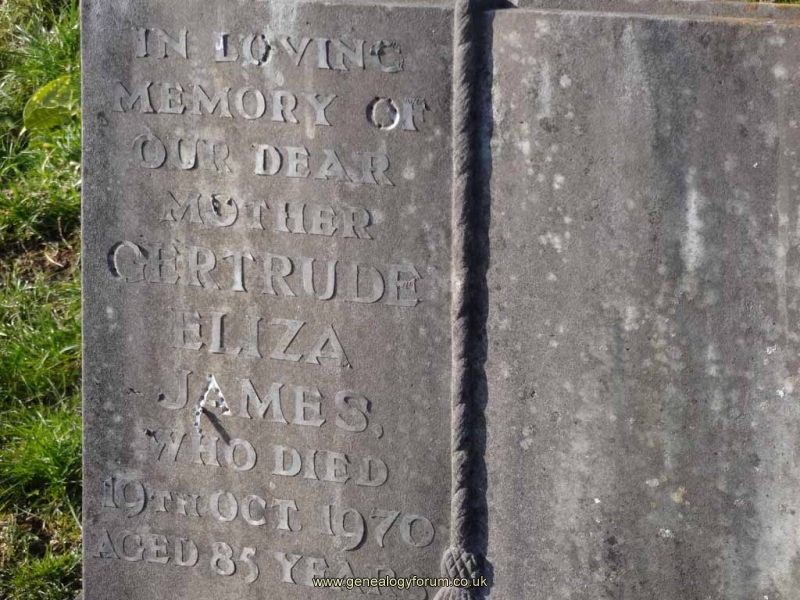 IN LOVING
MEMORY OF
OUR DEAR
MOTHER
GERTRUDE
ELIZA
JAMES,
WHO DIED
19TH OCT. 1970
AGED 85 YEARS
www.genealogyforum.co.uk